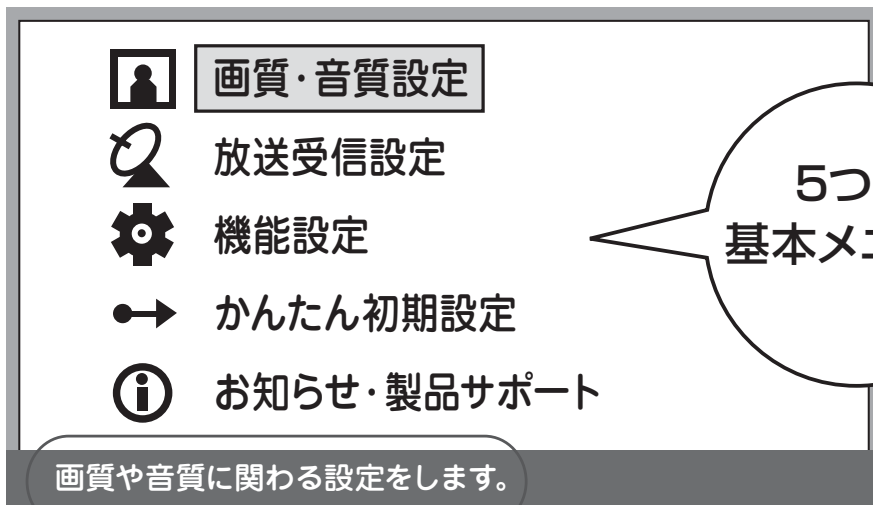 画質・音質設定
放送受信設定
機能設定
かんたん初期設定
お知らせ・製品サポート
5つ
基本メニ
画質や音質に関わる設定をします。